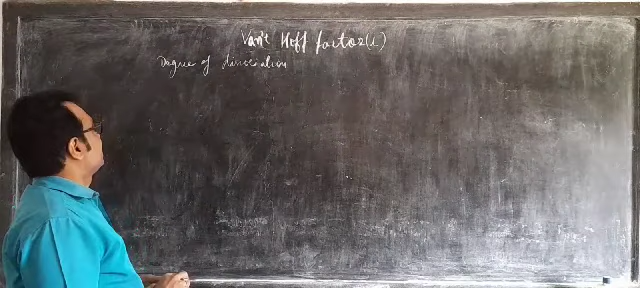 Van't Hoff factor(i)
Degree of dissociation